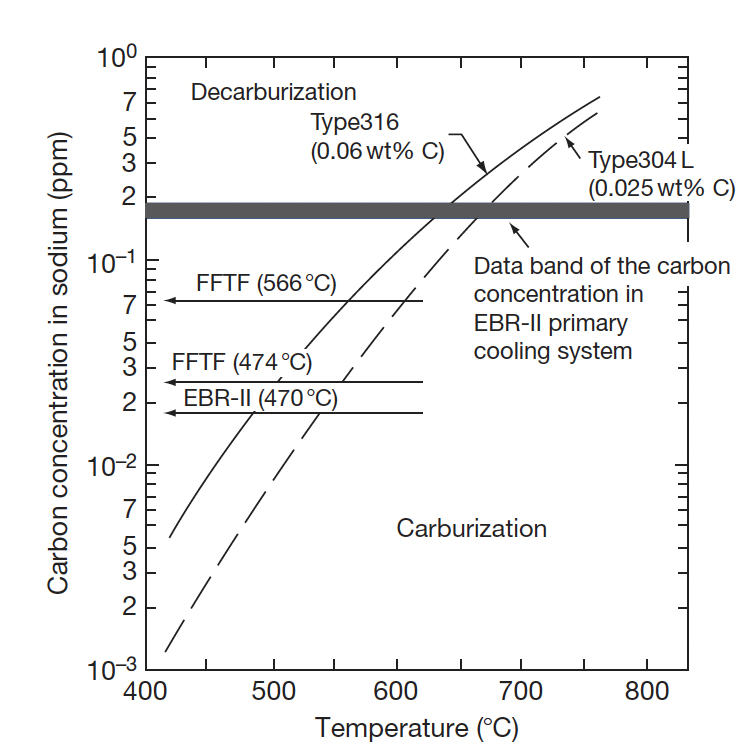 10⁰
7
5
3
2
10⁻¹
7
5
3
2
10⁻²
7
5
3
2
10⁻³
Carbon concentration in sodium (ppm)
Decarburization
Type316
(0.06 wt% C)
Type304 L
(0.025 wt% C)
Data band of the carbon
concentration in
EBR-II primary
cooling system
FFTF (566 °C)
FFTF (474 °C)
EBR-II (470 °C)
Carburization
400 500 600 700 800
Temperature (°C)